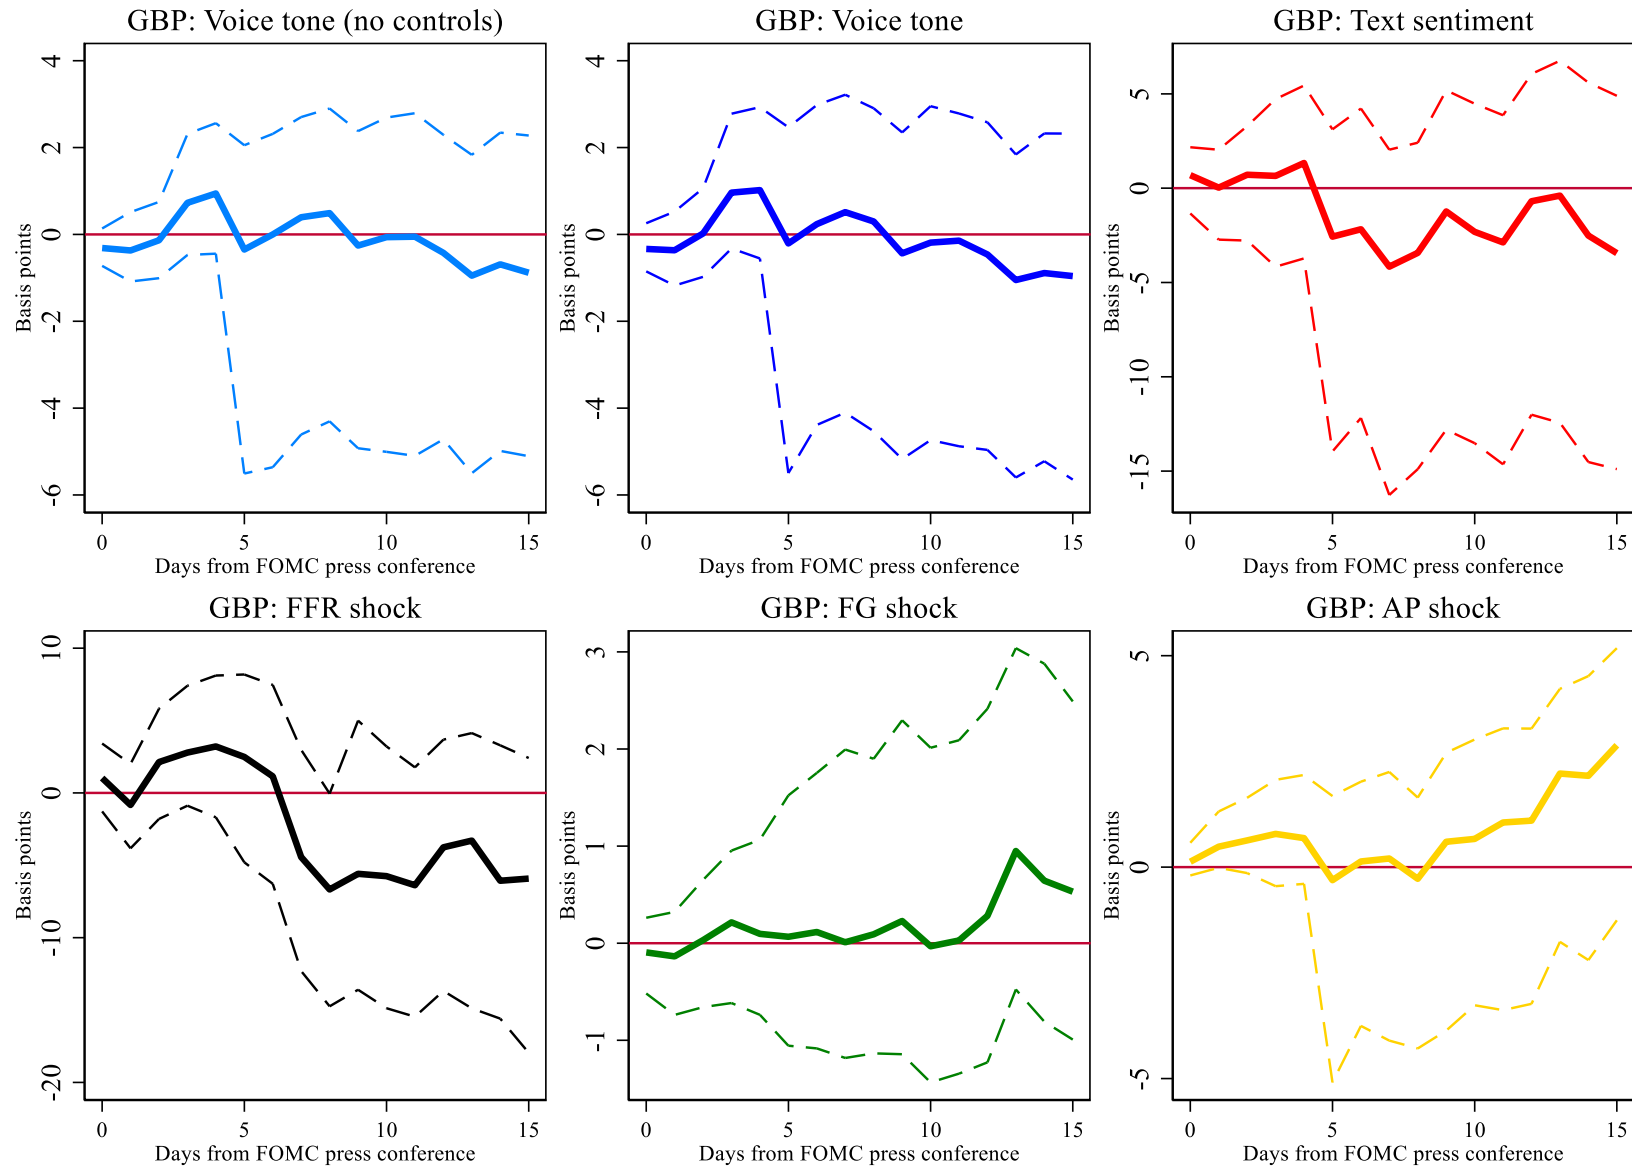 GBP: Voice tone (no controls)
4
2
0
-2
-4
-6
Basis points
0 5 10 15
Days from FOMC press conference
GBP: Voice tone
4
2
0
-2
-4
-6
Basis points
0 5 10 15
Days from FOMC press conference
GBP: Text sentiment
5
0
-5
-10
-15
Basis points
0 5 10 15
Days from FOMC press conference
GBP: FFR shock
10
0
-10
-20
Basis points
0 5 10 15
Days from FOMC press conference
GBP: FG shock
3
2
1
0
-1
Basis points
0 5 10 15
Days from FOMC press conference
GBP: AP shock
5
0
-5
Basis points
0 5 10 15
Days from FOMC press conference